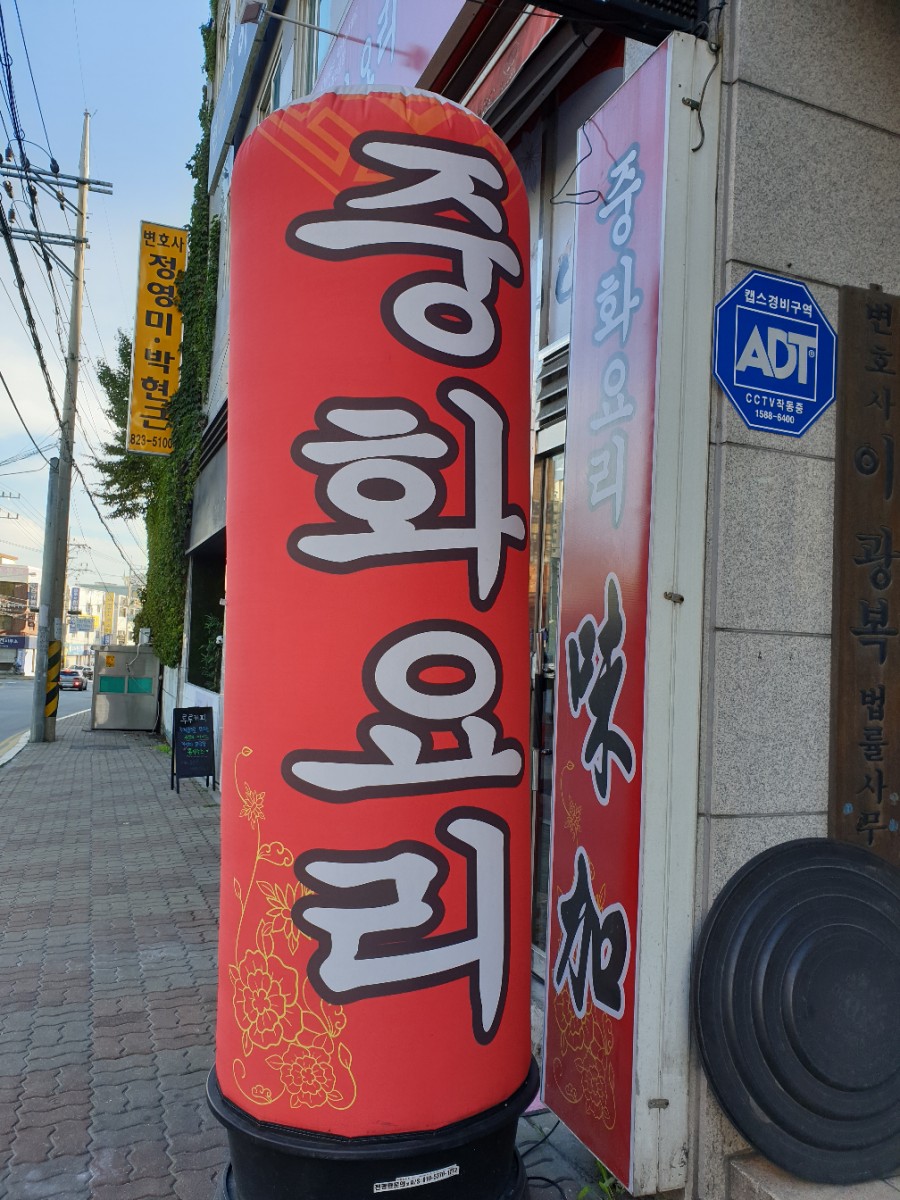 중화요리
중화요리 味加
변호사
정영미·박현근
823-5100
캡스경비구역
ADT
CCTV작동중
1588-6400
변호사 이광복 법률사무